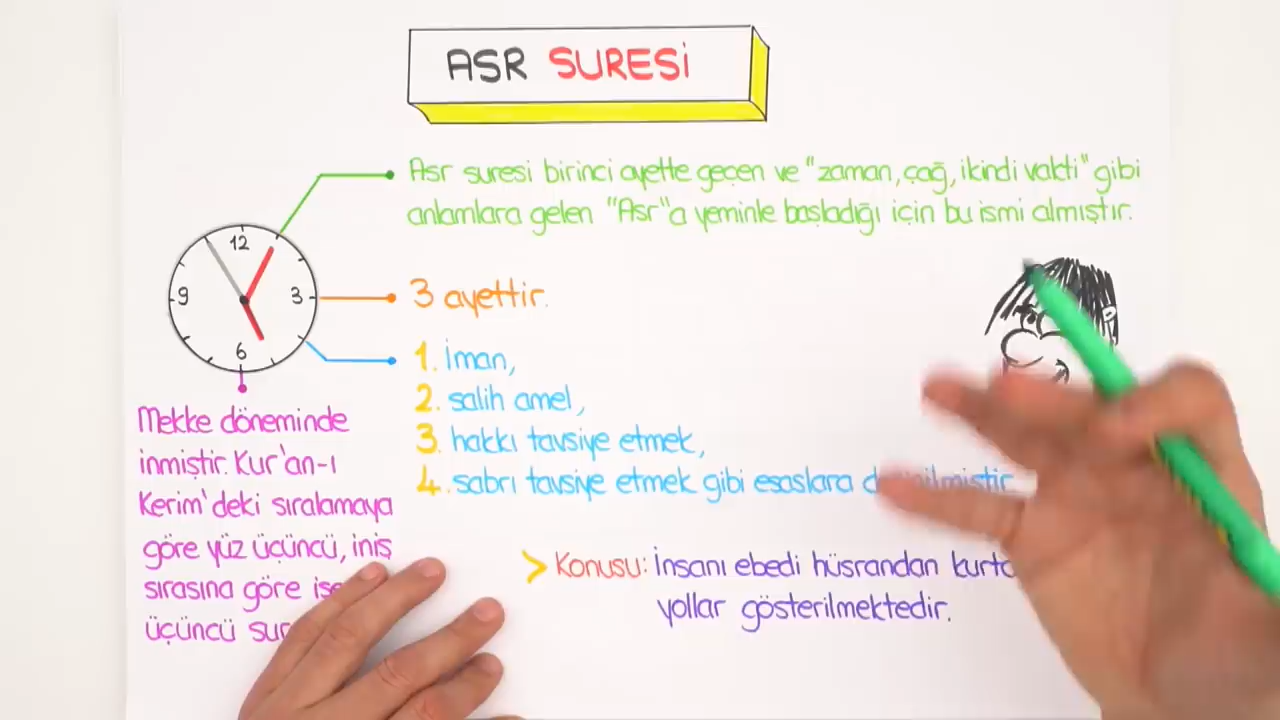 ASR SURESİ
Asr suresi birinci ayette geçen ve "zaman, çağ, ikindi vakti" gibi
anlamlara gelen "Asr"a yeminle başladığı için bu ismi almıştır.
12
9
3
6
3 ayettir.
1. İman,
2. salih amel,
3. hakkı tavsiye etmek,
4. sabrı tavsiye etmek gibi esaslara değinilmiştir
Mekke döneminde
inmiştir. Kur'an-ı
Kerim'deki sıralamaya
göre yüz üçüncü, iniş
sırasına göre ise
üçüncü
> Konusu: İnsanı ebedi hüsrandan
yollar gösterilmektedir.